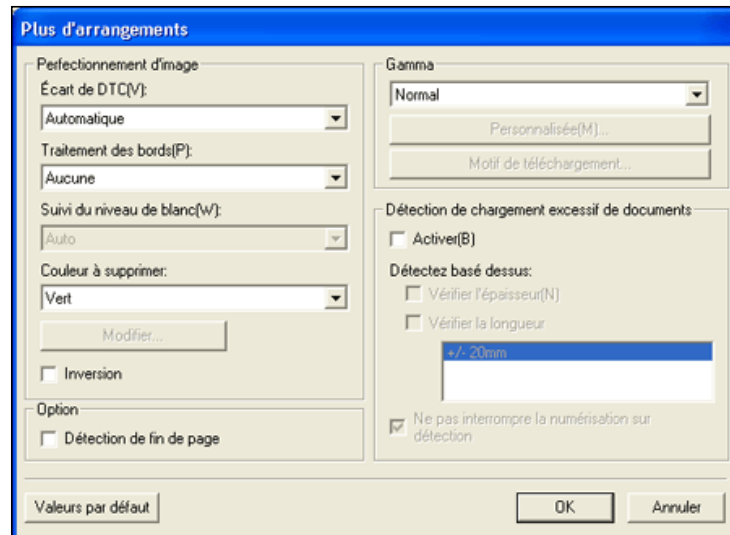 Plus d'arrangements
Perfectionnement d'image
Écart de DTC(V):
Automatique
Traitement des bords(P):
Aucune
Suivi du niveau de blanc(W):
Auto
Couleur à supprimer:
Vert
Modifier...
Inversion
Option
Détection de fin de page
Gamma
Normal
Personnalisée(M)...
Motif de téléchargement...
Détection de chargement excessif de documents
Activer(B)
Détectez basé dessus:
Vérifier l'épaisseur(N)
Vérifier la longueur
+/- 20mm
Ne pas interrompre la numérisation sur
détection
Valeurs par défaut
OK
Annuler